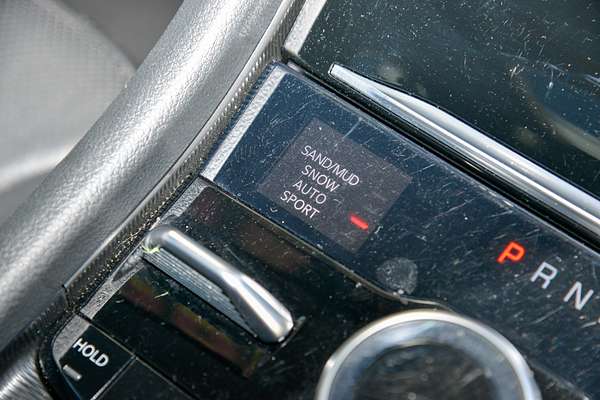 SAND/MUD
SNOW
AUTO
SPORT
P R N
HOLD